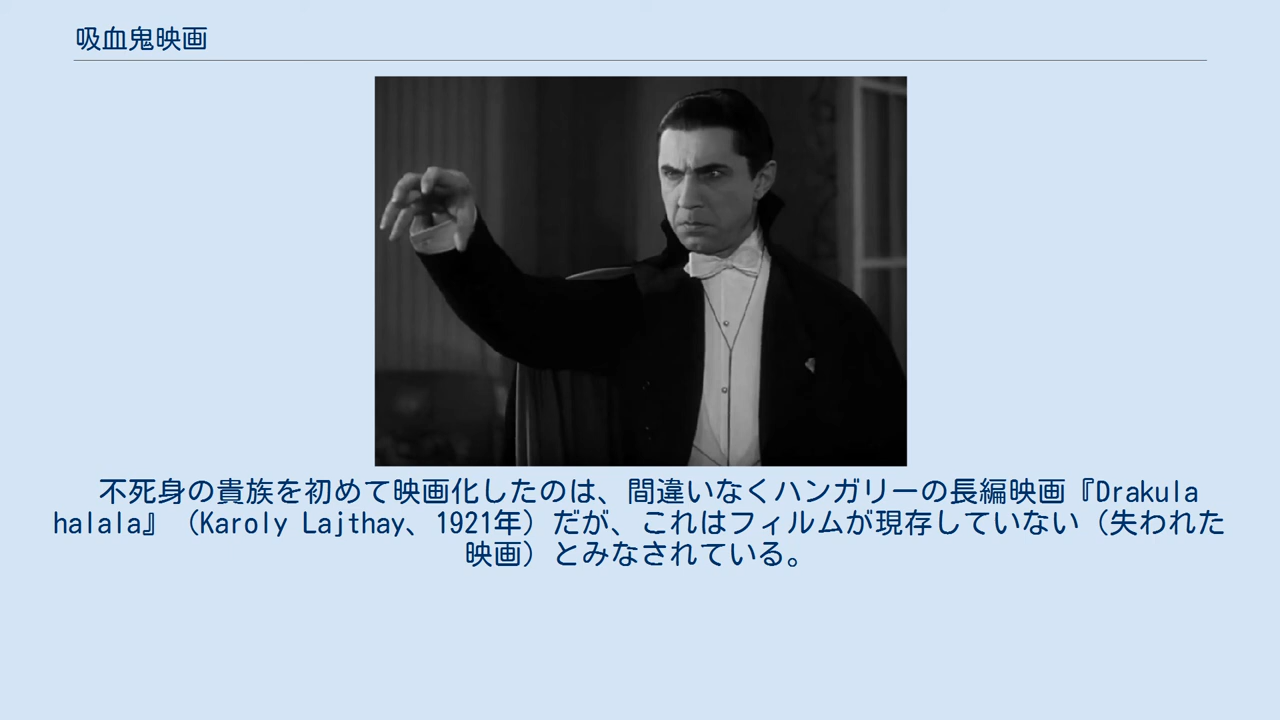 吸血鬼映画
不死身の貴族を初めて映画化したのは、間違いなくハンガリーの長編映画『Drakula
halala』（Karoly Lajthay、1921年）だが、これはフィルムが現存していない（失われた
映画）とみなされている。